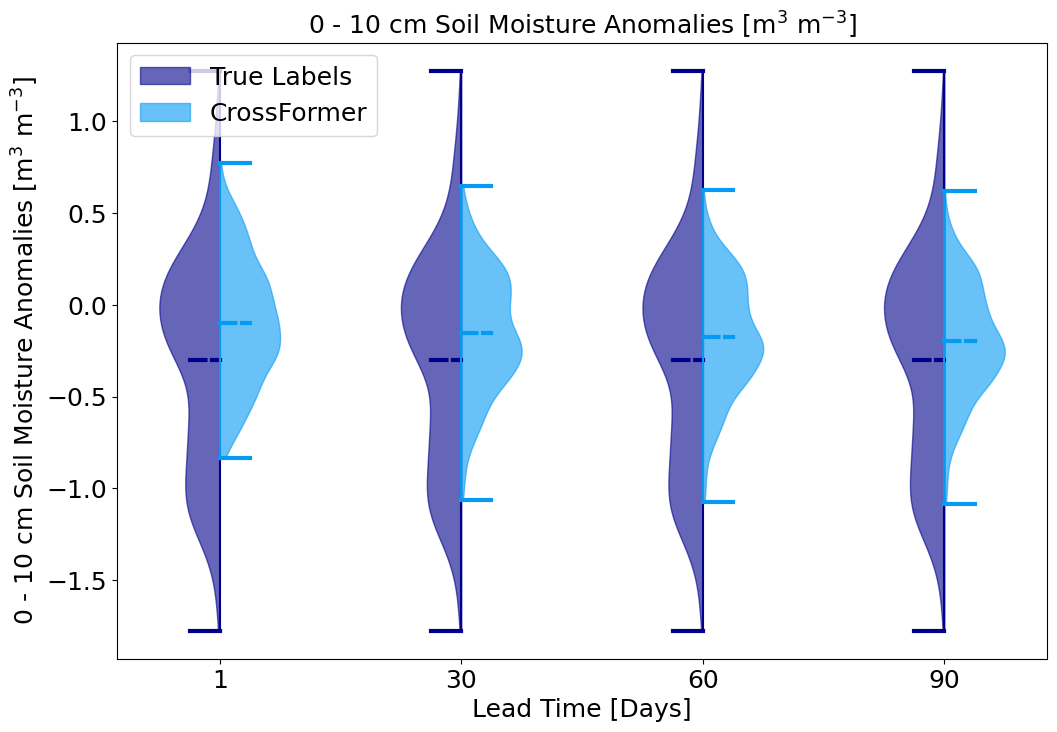 0 - 10 cm Soil Moisture Anomalies [m³ m⁻³]
True Labels
CrossFormer
0 - 10 cm Soil Moisture Anomalies [m³ m⁻³]
1.0
0.5
0.0
−0.5
−1.0
−1.5
1 30 60 90
Lead Time [Days]